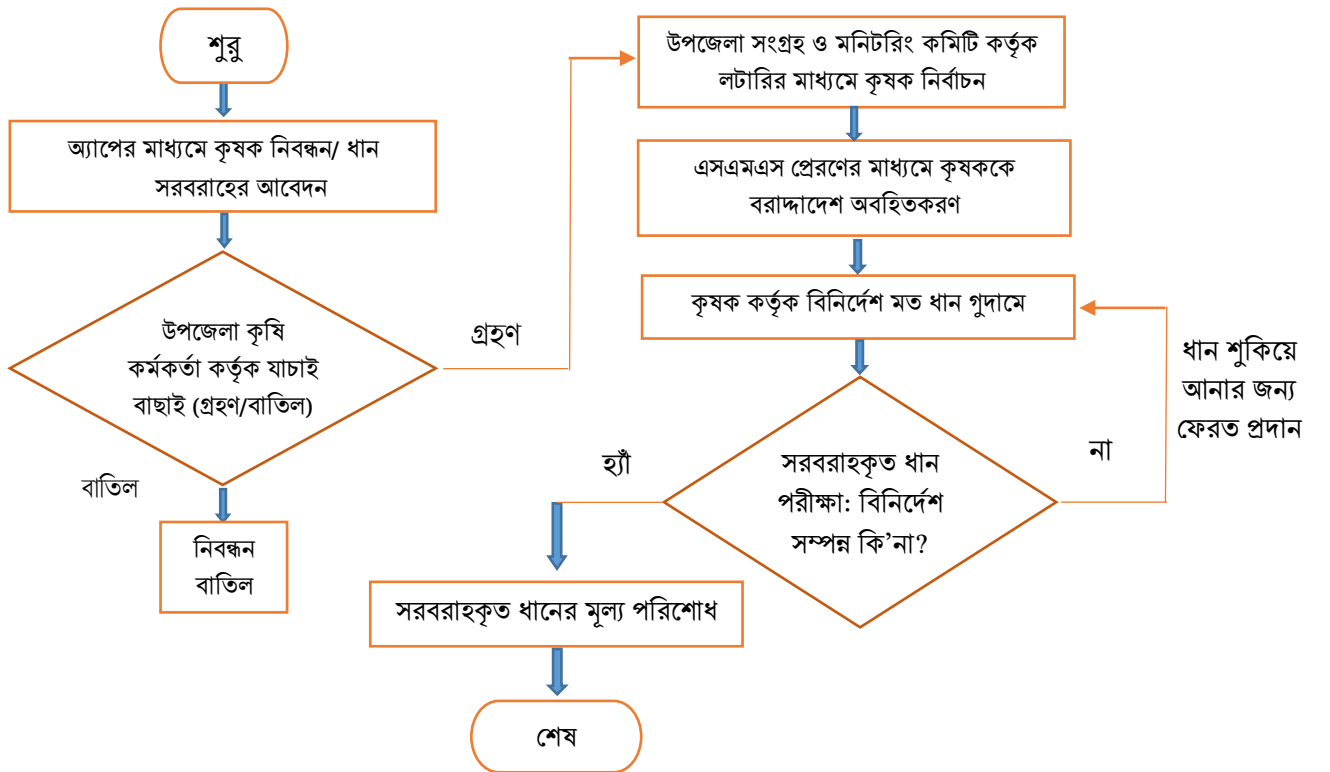 শুরু
অ্যাপের মাধ্যমে কৃষক নিবন্ধন/ ধান
সরবরাহের আবেদন
উপজেলা কৃষি
কর্মকর্তা কর্তৃক যাচাই
বাছাই (গ্রহণ/বাতিল)
বাতিল
নিবন্ধন
বাতিল
গ্রহণ
উপজেলা সংগ্রহ ও মনিটরিং কমিটি কর্তৃক
লটারির মাধ্যমে কৃষক নির্বাচন
এসএমএস প্রেরণের মাধ্যমে কৃষককে
বরাদ্দাদেশ অবহিতকরণ
কৃষক কর্তৃক বিনির্দেশ মত ধান গুদামে
সরবরাহকৃত ধান
পরীক্ষা: বিনির্দেশ
সম্পন্ন কি’না?
না
ধান শুকিয়ে
আনার জন্য
ফেরত প্রদান
হ্যাঁ
সরবরাহকৃত ধানের মূল্য পরিশোধ
শেষ